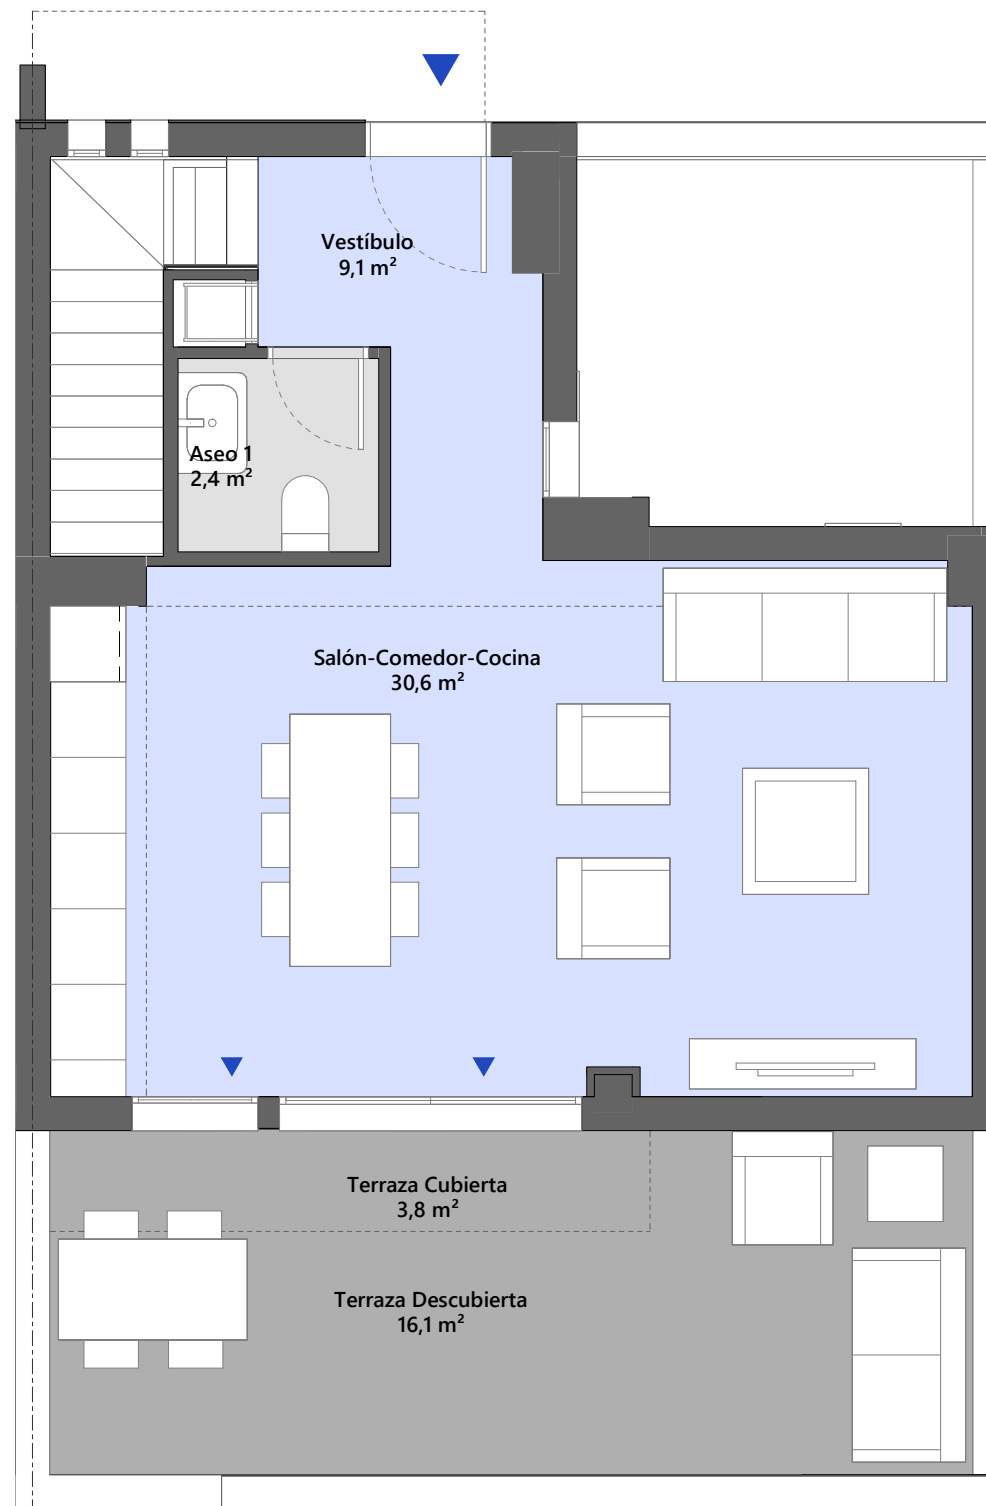 Vestíbulo
9,1 m²
Aseo 1
2,4 m²
Salón-Comedor-Cocina
30,6 m²
Terraza Cubierta
3,8 m²
Terraza Descubierta
16,1 m²